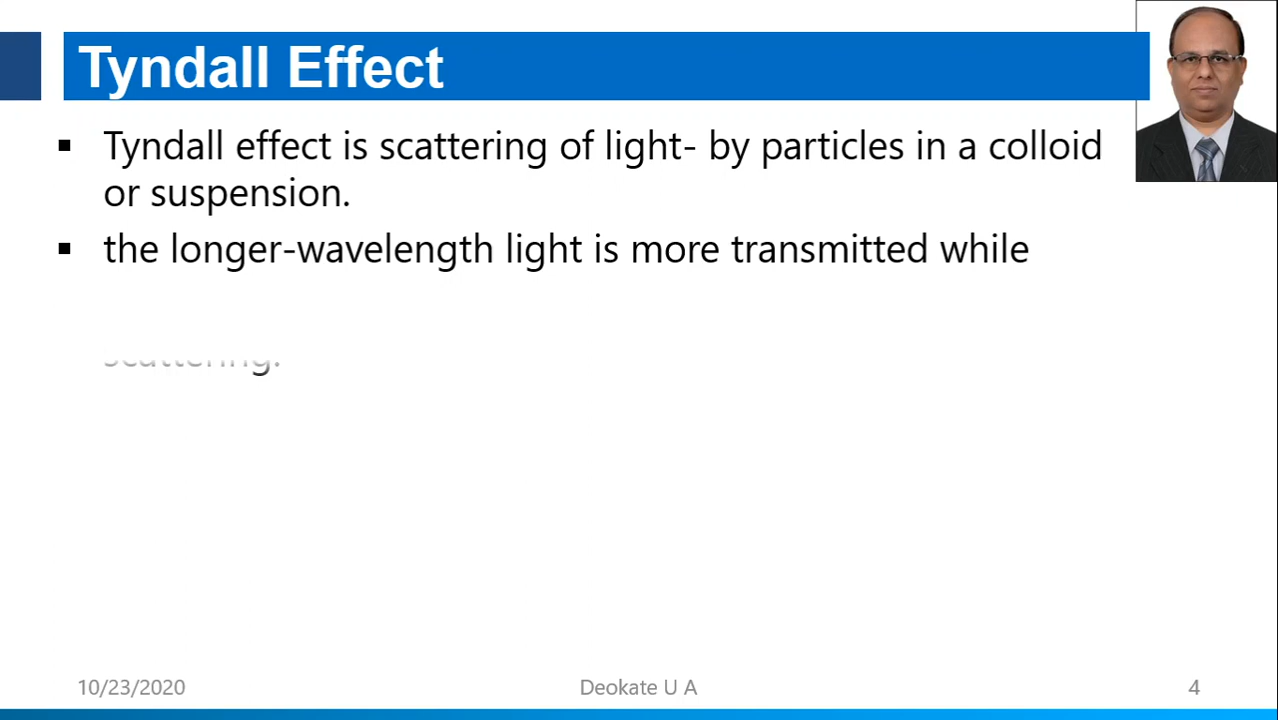 Tyndall Effect
Tyndall effect is scattering of light- by particles in a colloid
or suspension.
the longer-wavelength light is more transmitted while
scattering.
10/23/2020
Deokate U A
4